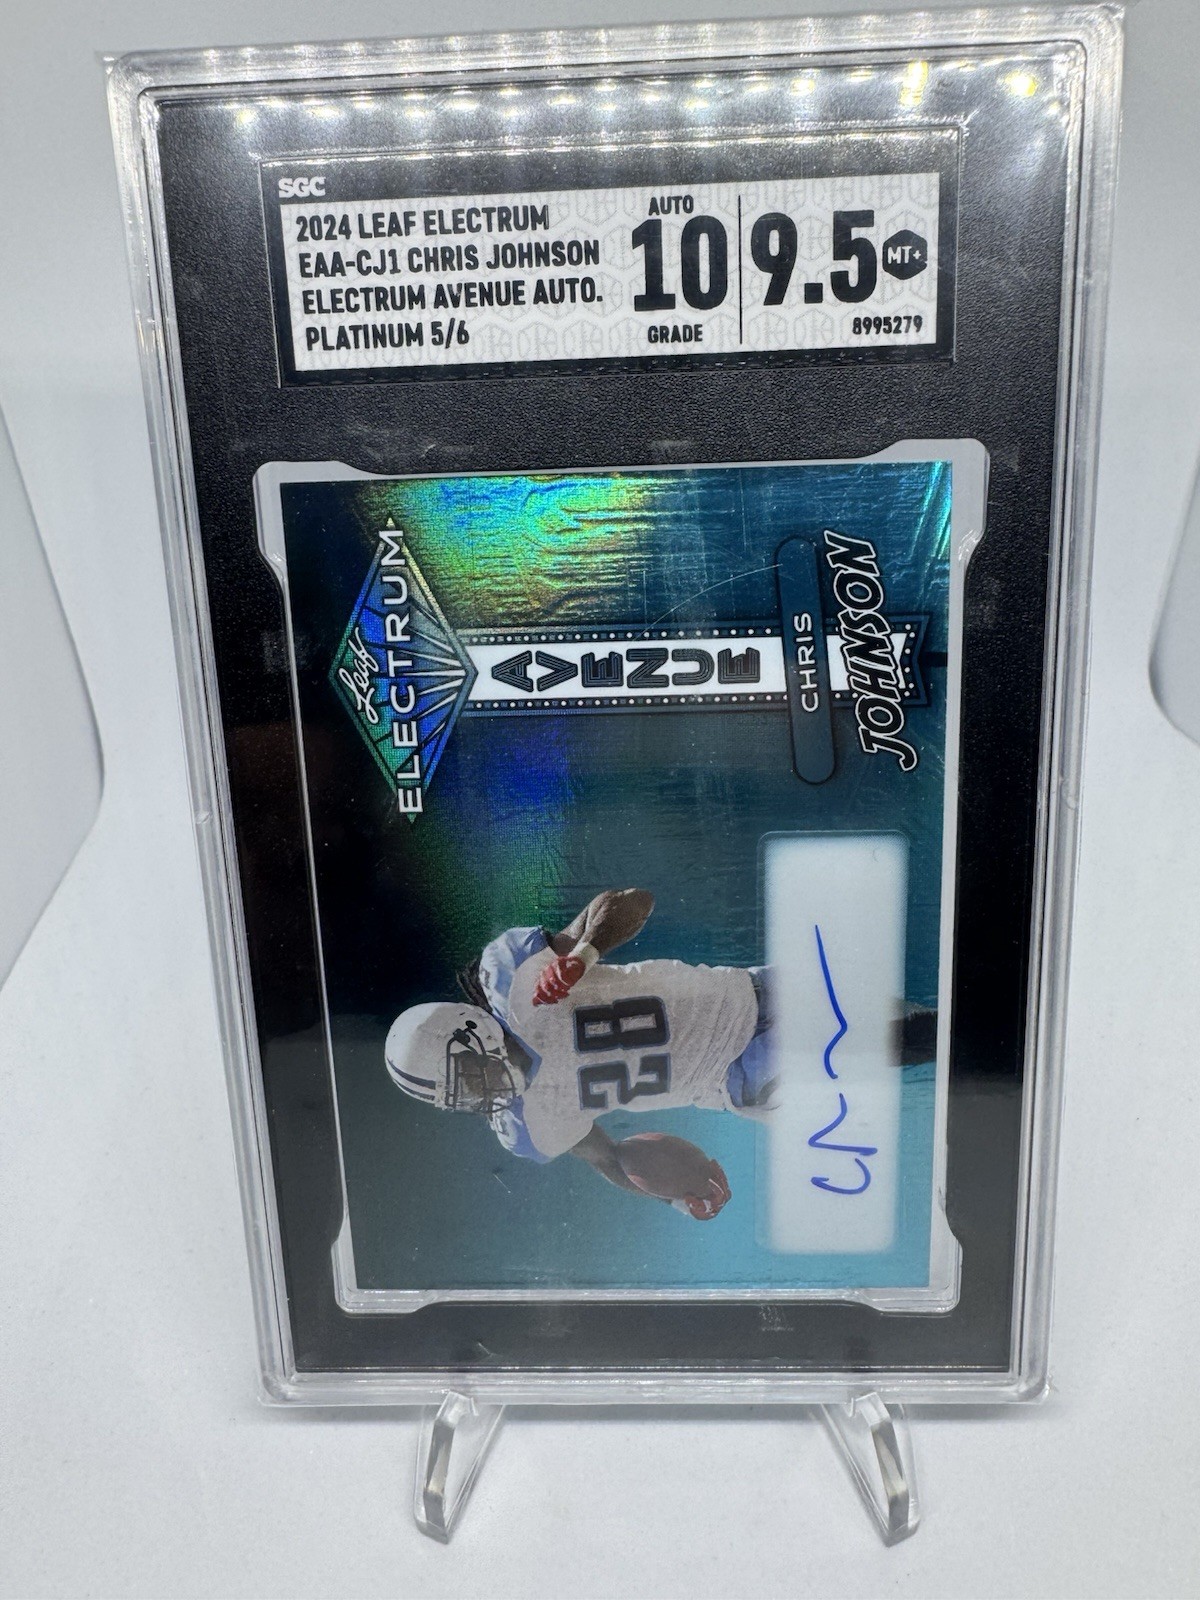 SGC
2024 LEAF ELECTRUM
EAA-CJ1 CHRIS JOHNSON
ELECTRUM AVENUE AUTO.
PLATINUM 5/6
AUTO
10
GRADE
9.5
MT+
8995279
Leaf
ELECTRUM
AVENUE
CHRIS
JOHNSON
28